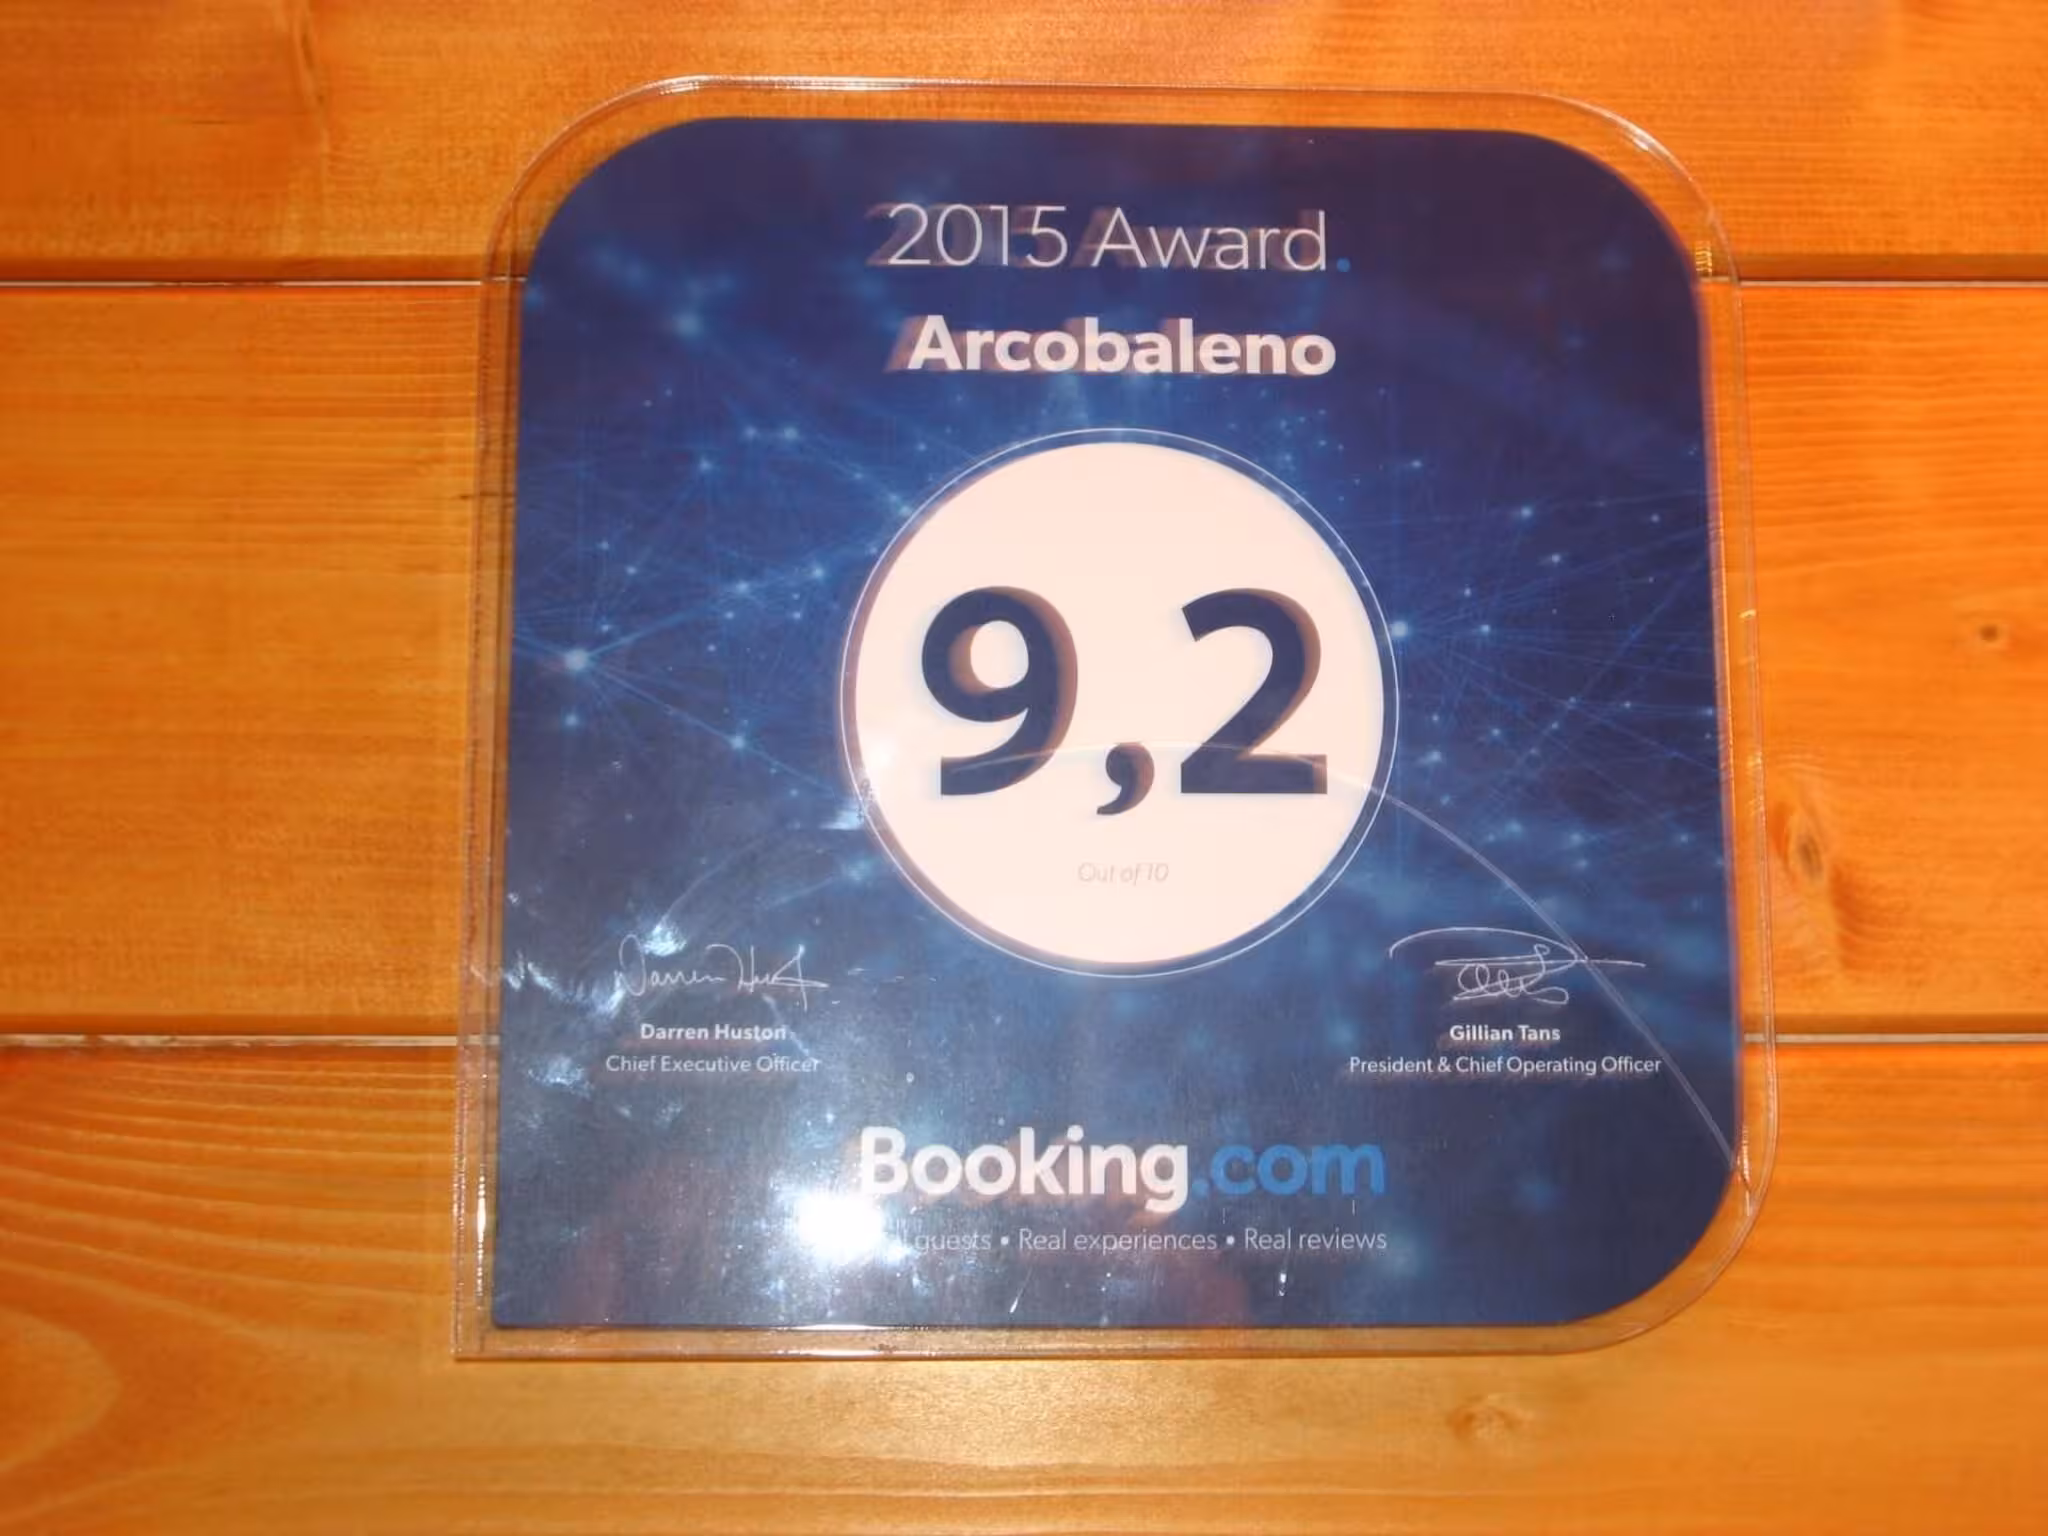 2015 Award.
Arcobaleno
9,2
Out of 10
Darren Huston
Chief Executive Officer
Gillian Tans
President & Chief Operating Officer
Booking.com
guests • Real experiences • Real reviews